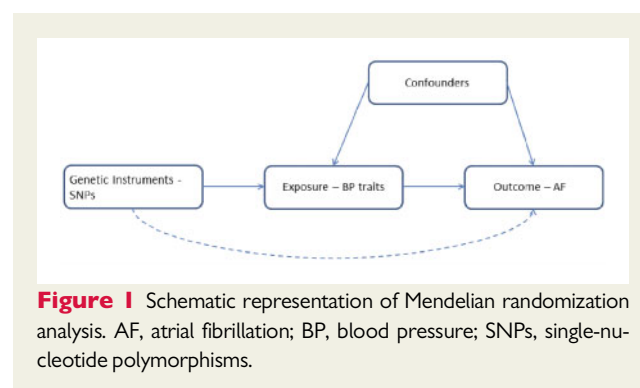 Confounders
Genetic Instruments -
SNPs
Exposure – BP traits
Outcome – AF
Figure 1 Schematic representation of Mendelian randomization
analysis. AF, atrial fibrillation; BP, blood pressure; SNPs, single-nu-
cleotide polymorphisms.